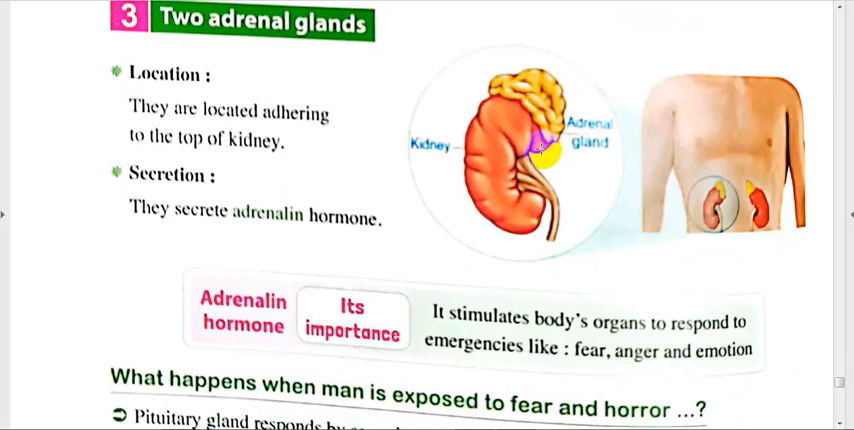 3 Two adrenal glands
Location :
They are located adhering
to the top of kidney.
Secretion :
They secrete adrenalin hormone.
Kidney
Adrenal
gland
Adrenalin
hormone
Its
importance
It stimulates body's organs to respond to
emergencies like : fear, anger and emotion
What happens when man is exposed to fear and horror ...?
Pituitary gland responds by